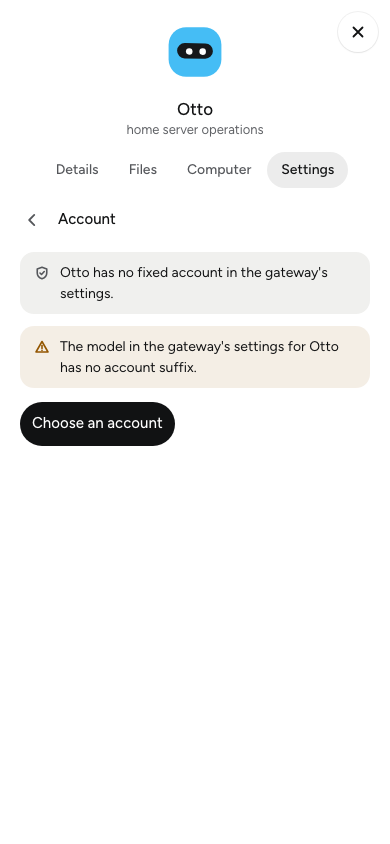 Otto
home server operations
Details
Files
Computer
Settings
Account
Otto has no fixed account in the gateway's
settings.
The model in the gateway's settings for Otto
has no account suffix.
Choose an account